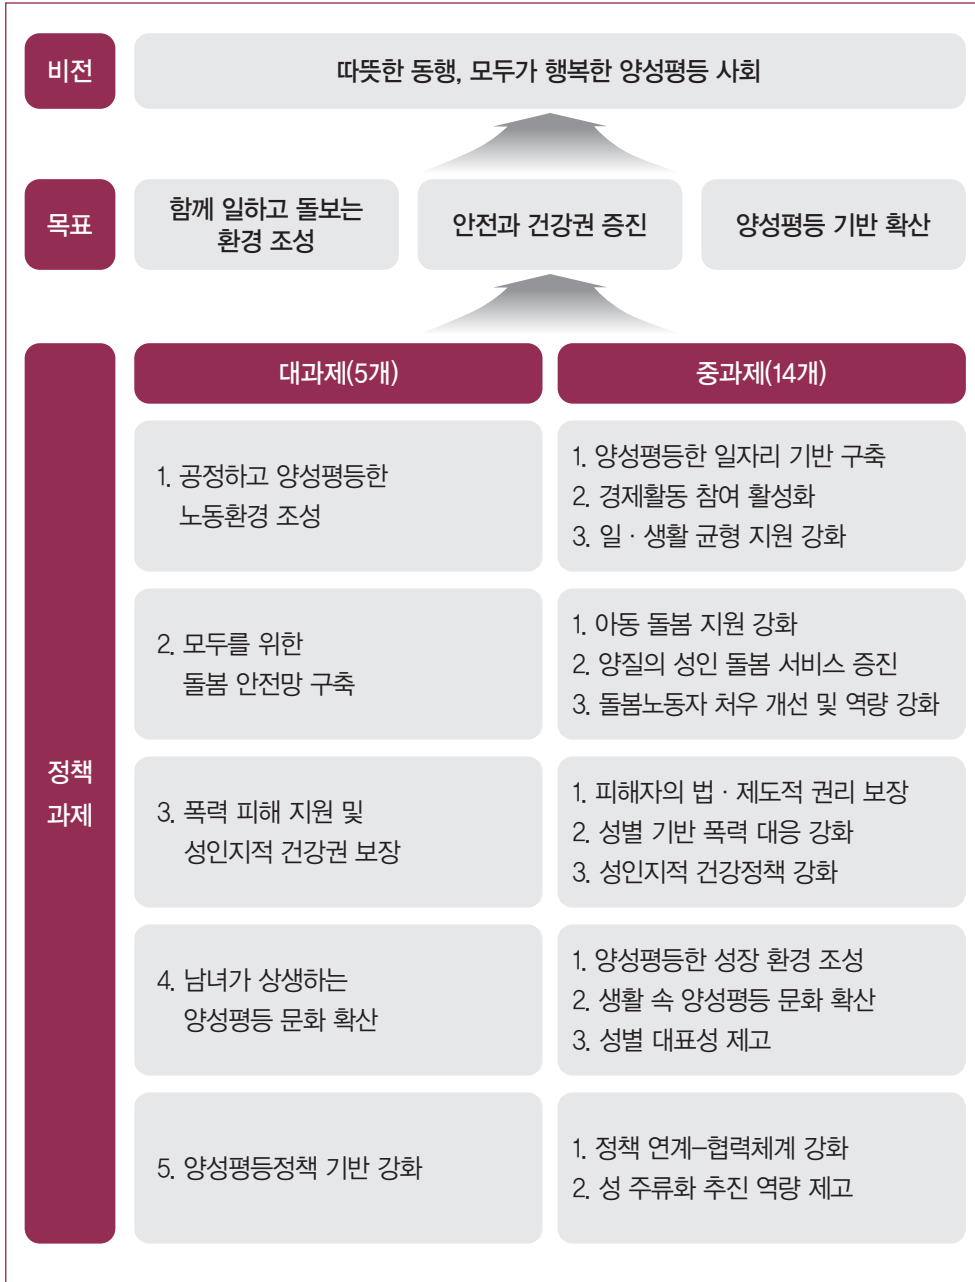 비전
따뜻한 동행, 모두가 행복한 양성평등 사회
목표
함께 일하고 돌보는
환경 조성
안전과 건강권 증진
양성평등 기반 확산
정책
과제
대과제(5개)
중과제(14개)
1. 공정하고 양성평등한
노동환경 조성
1. 양성평등한 일자리 기반 구축
2. 경제활동 참여 활성화
3. 일 · 생활 균형 지원 강화
2. 모두를 위한
돌봄 안전망 구축
1. 아동 돌봄 지원 강화
2. 양질의 성인 돌봄 서비스 증진
3. 돌봄노동자 처우 개선 및 역량 강화
3. 폭력 피해 지원 및
성인지적 건강권 보장
1. 피해자의 법 · 제도적 권리 보장
2. 성별 기반 폭력 대응 강화
3. 성인지적 건강정책 강화
4. 남녀가 상생하는
양성평등 문화 확산
1. 양성평등한 성장 환경 조성
2. 생활 속 양성평등 문화 확산
3. 성별 대표성 제고
5. 양성평등정책 기반 강화
1. 정책 연계–협력체계 강화
2. 성 주류화 추진 역량 제고